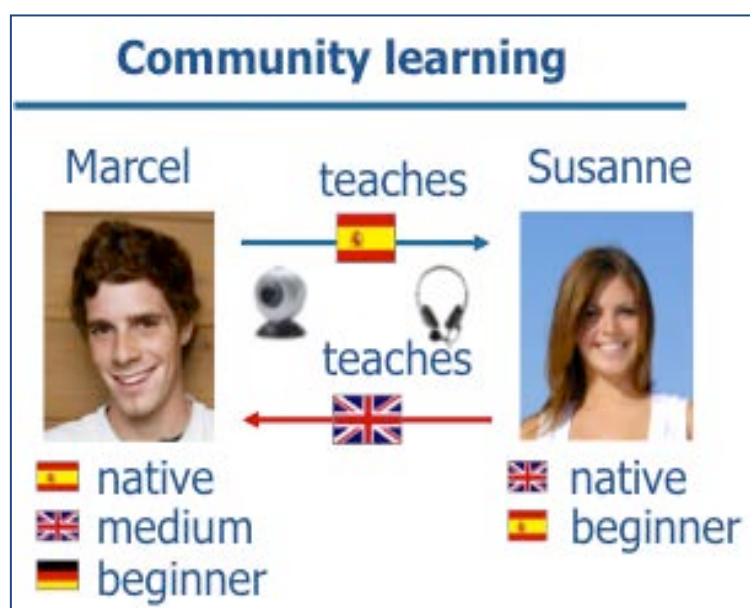 Community learning
Marcel
teaches
Susanne
teaches
native
medium
beginner
native
beginner